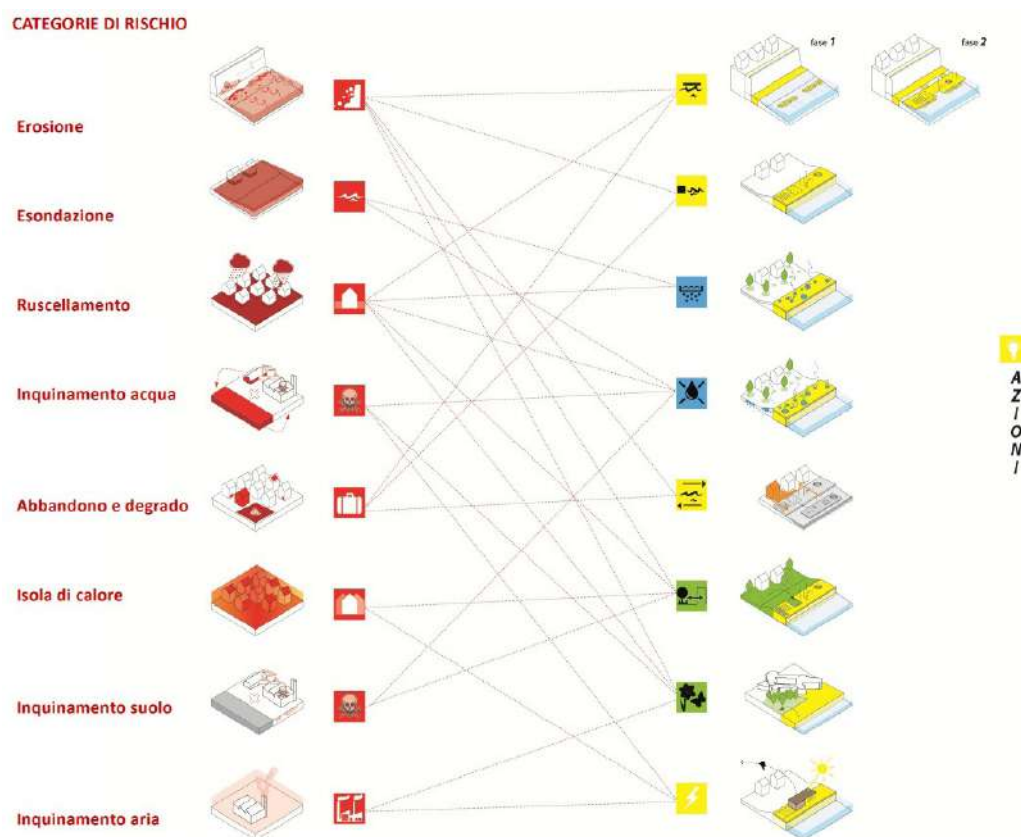 CATEGORIE DI RISCHIO
fase 1
fase 2
Erosione
Esondazione
Ruscellamento
Inquinamento acqua
Abbandono e degrado
Isola di calore
Inquinamento suolo
Inquinamento aria
AZIONI